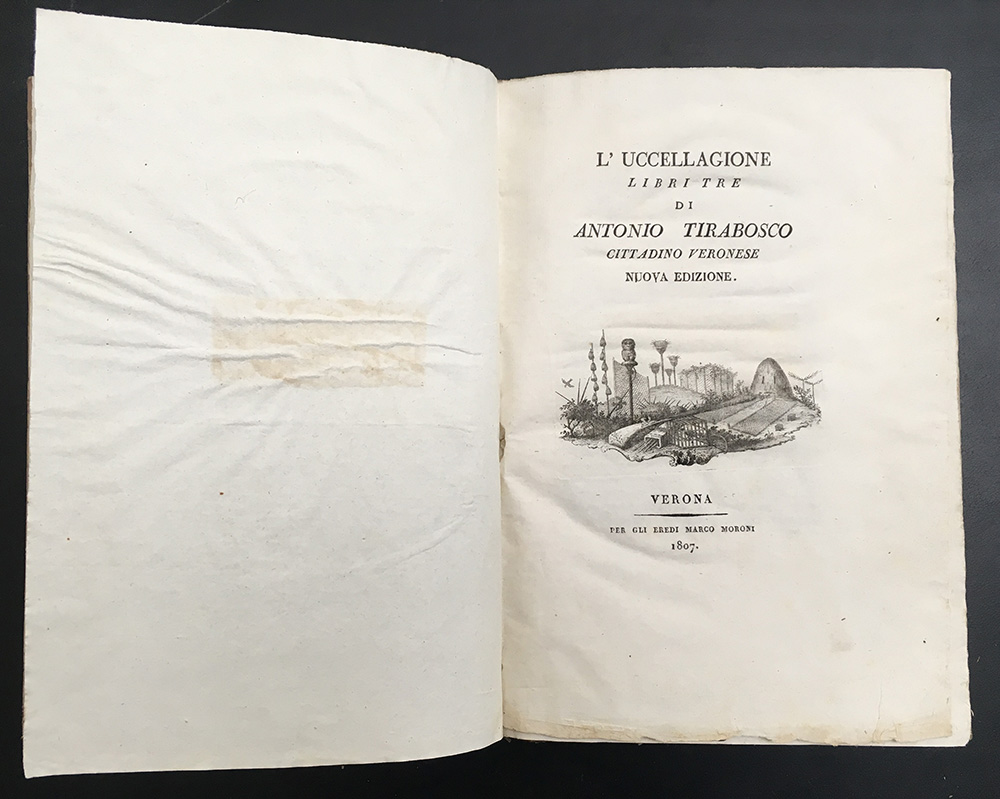 L' UCCELLAGIONE
LIBRI TRE
DI
ANTONIO TIRABOSCO
CITTADINO VERONESE
NUOVA EDIZIONE.
VERONA
PER GLI EREDI MARCO MORONI
1807.